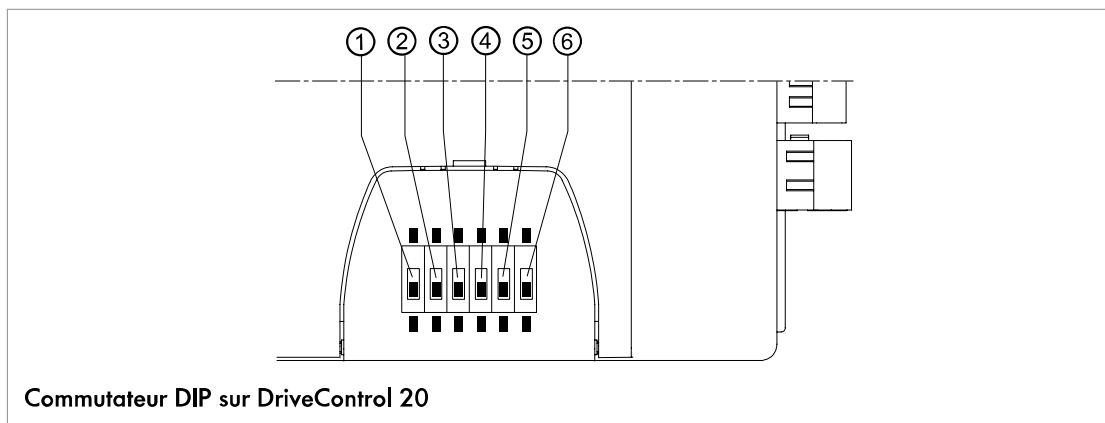 ① ② ③ ④ ⑤ ⑥
Commutateur DIP sur DriveControl 20